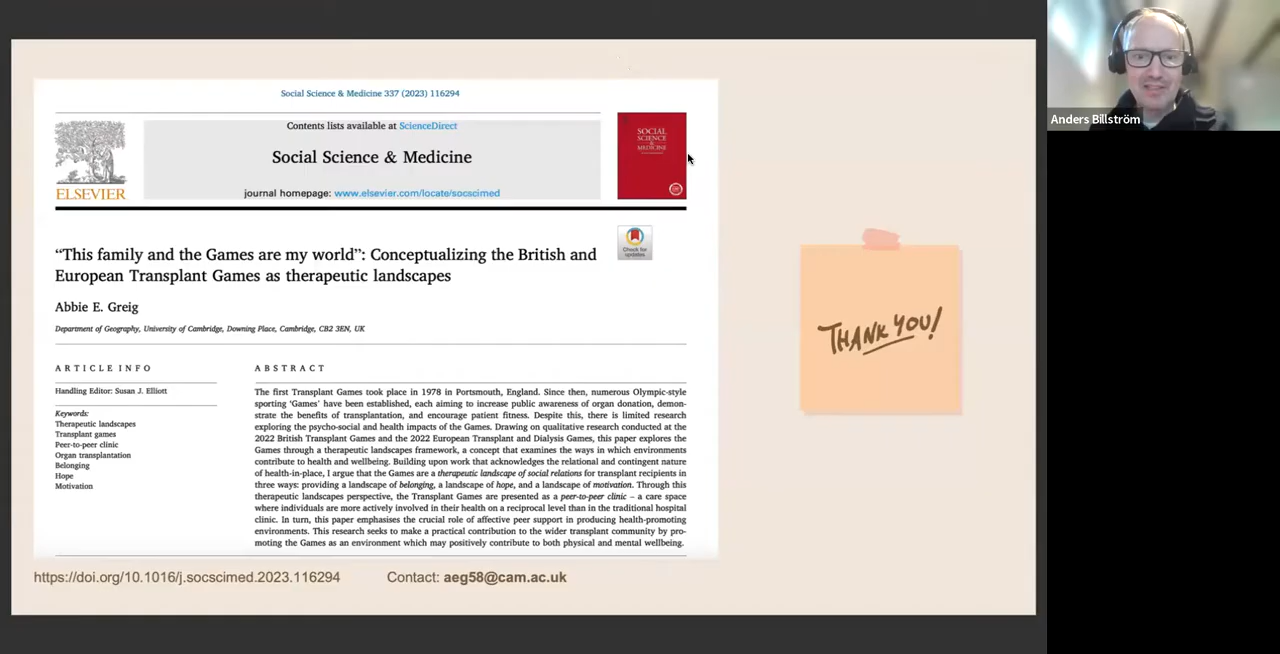 Social Science & Medicine 337 (2023) 116294
Contents lists available at ScienceDirect
Social Science & Medicine
journal homepage: www.elsevier.com/locate/socscimed
ELSEVIER
SOCIAL
SCIENCE
& MEDICINE
Check for
updates
“This family and the Games are my world”: Conceptualizing the British and
European Transplant Games as therapeutic landscapes
Abbie E. Greig
Department of Geography, University of Cambridge, Downing Place, Cambridge, CB2 3EN, UK
ARTICLE INFO
Handling Editor: Susan J. Elliott
Keywords:
Therapeutic landscapes
Transplant games
Peer-to-peer clinic
Organ transplantation
Belonging
Hope
Motivation
ABSTRACT
The first Transplant Games took place in 1978 in Portsmouth, England. Since then, numerous Olympic-style
sporting ‘Games’ have been established, each aiming to increase public awareness of organ donation, demon-
strate the benefits of transplantation, and encourage patient fitness. Despite this, there is limited research
exploring the psycho-social and health impacts of the Games. Drawing on qualitative research conducted at the
2022 British Transplant Games and the 2022 European Transplant and Dialysis Games, this paper explores the
Games through a therapeutic landscapes framework, a concept that examines the ways in which environments
contribute to health and wellbeing. Building upon work that acknowledges the relational and contingent nature
of health-in-place, I argue that the Games are a therapeutic landscape of social relations for transplant recipients in
three ways: providing a landscape of belonging, a landscape of hope, and a landscape of motivation. Through this
therapeutic landscapes perspective, the Transplant Games are presented as a peer-to-peer clinic – a care space
where individuals are more actively involved in their health on a reciprocal level than in the traditional hospital
clinic. In turn, this paper emphasises the crucial role of affective peer support in producing health-promoting
environments. This research seeks to make a practical contribution to the wider transplant community by pro-
moting the Games as an environment which may positively contribute to both physical and mental wellbeing.
https://doi.org/10.1016/j.socscimed.2023.116294
Contact: aeg58@cam.ac.uk
THANK YOU!
Anders Billström